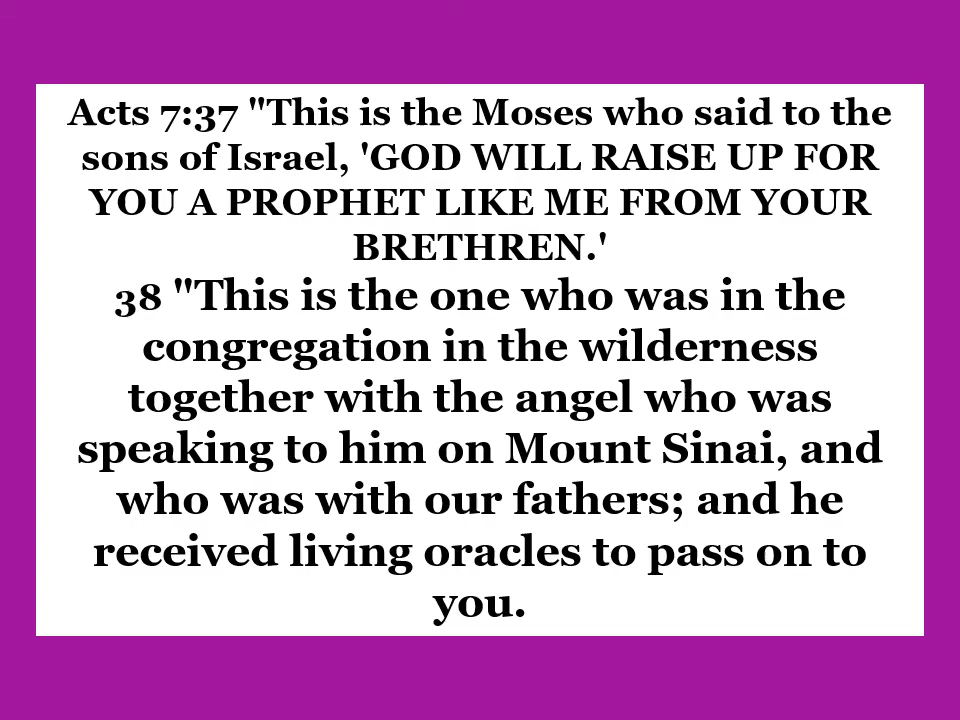 Acts 7:37 "This is the Moses who said to the
sons of Israel, 'GOD WILL RAISE UP FOR
YOU A PROPHET LIKE ME FROM YOUR
BRETHREN.'
38 "This is the one who was in the
congregation in the wilderness
together with the angel who was
speaking to him on Mount Sinai, and
who was with our fathers; and he
received living oracles to pass on to
you.